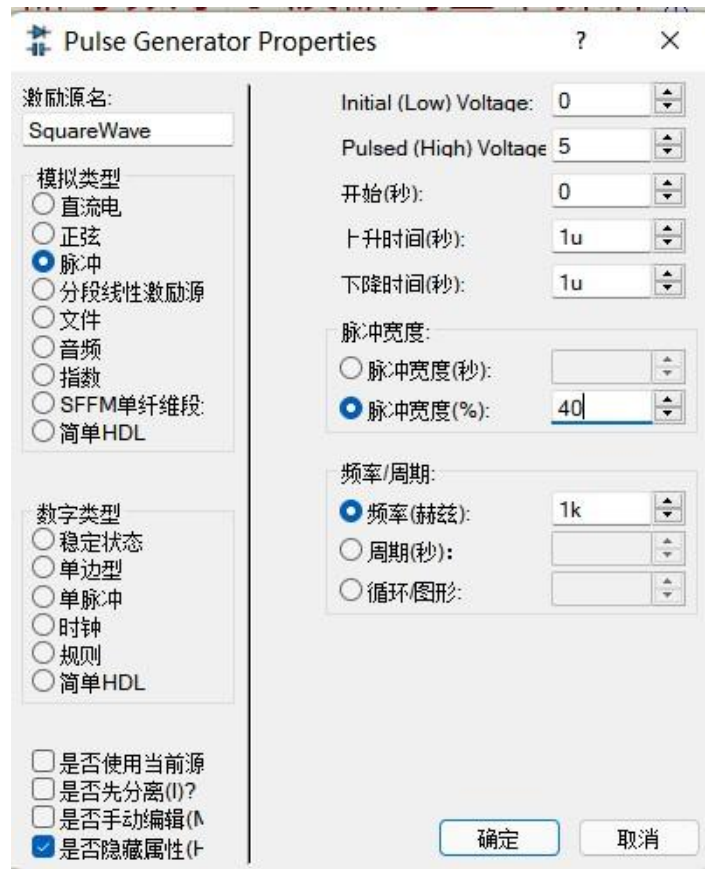 Pulse Generator Properties ? ×
激励源名:
SquareWave
模拟类型
直流电
正弦
脉冲
分段线性激励源
文件
音频
指数
SFFM单纤维段:
简单HDL
数字类型
稳定状态
单边型
单脉冲
时钟
规则
简单HDL
是否使用当前源
是否先分离(I)?
是否手动编辑(
是否隐藏属性(
Initial (Low) Voltage: 0
Pulsed (High) Voltage 5
开始(秒): 0
上升时间(秒): 1u
下降时间(秒): 1u
脉冲宽度:
脉冲宽度(秒):
脉冲宽度(%): 40
频率/周期:
频率(赫兹): 1k
周期(秒):
循环/图形:
确定 取消